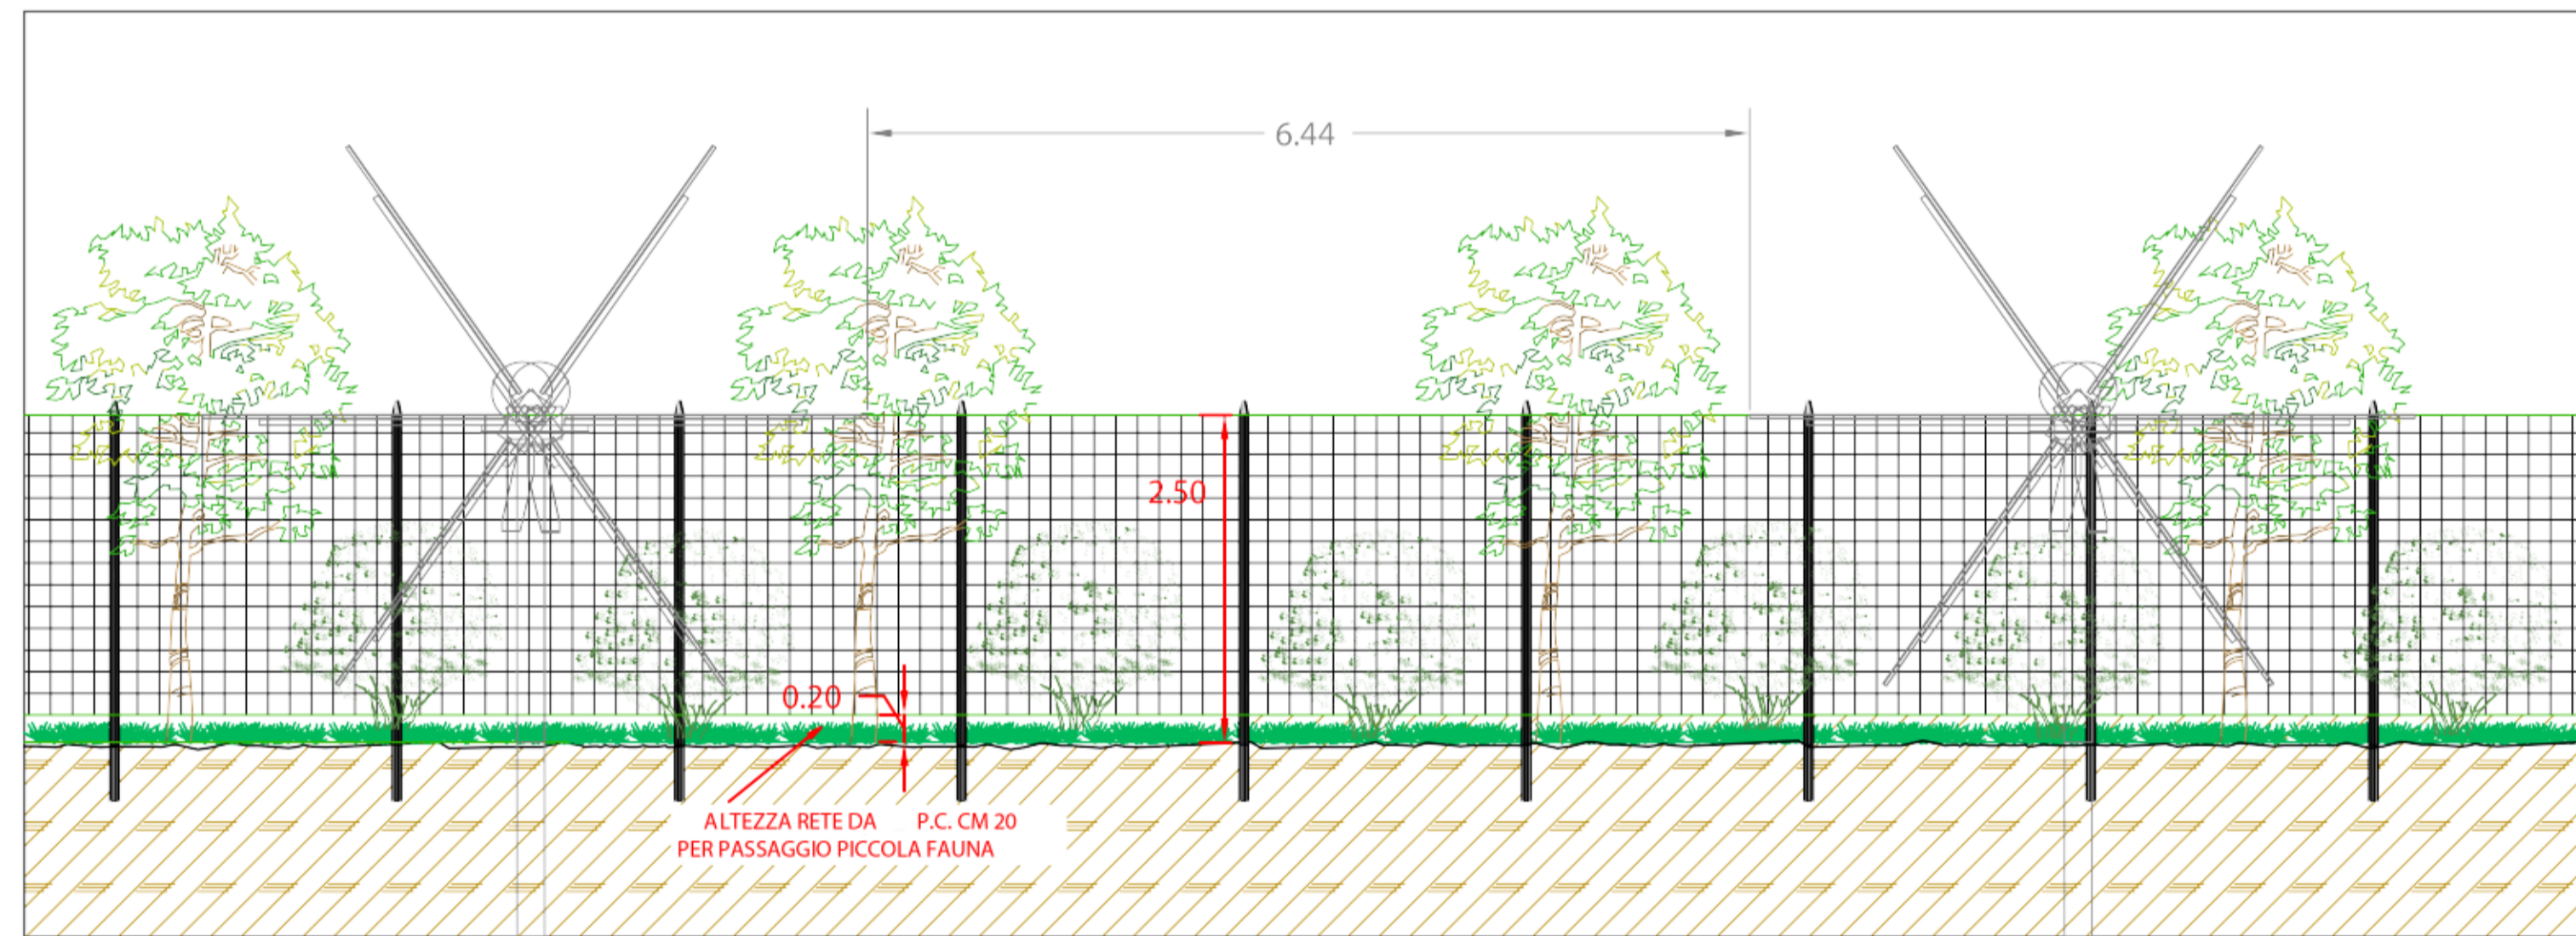 6.44
2.50
0.20
ALTEZZA RETE DA P.C. CM 20
PER PASSAGGIO PICCOLA FAUNA